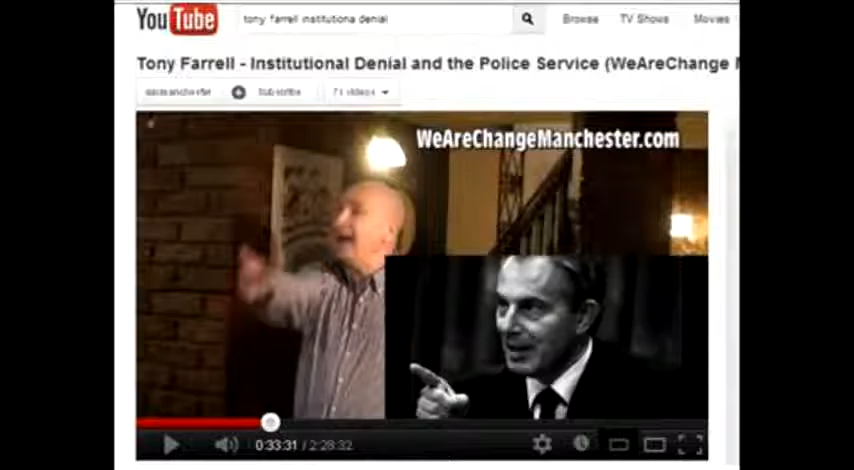 YouTube
tony farrell institutiona denial
Browse TV Shows Movies
Tony Farrell - Institutional Denial and the Police Service (WeAreChange
Subscribe 71 videos
WeAreChangeManchester.com
0:33:31 / 2:28:32